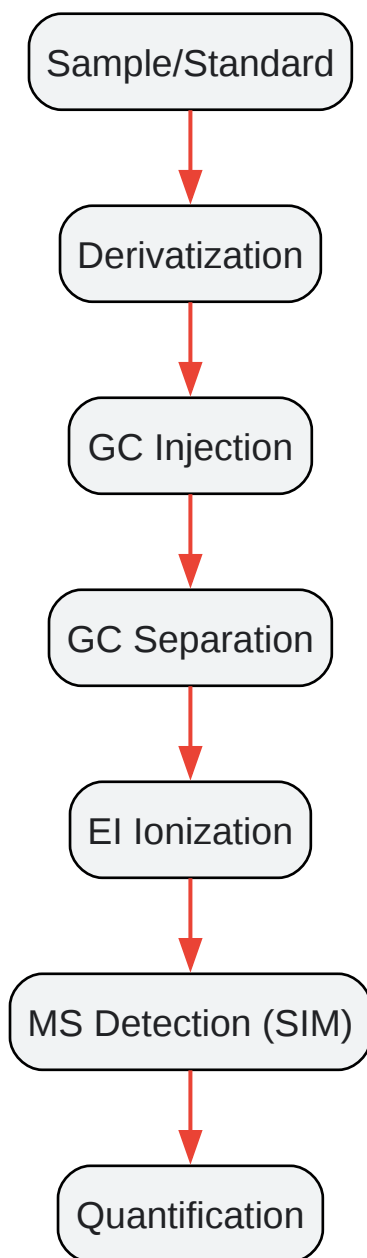 Sample/Standard
Derivatization
GC Injection
GC Separation
EI Ionization
MS Detection (SIM)
Quantification